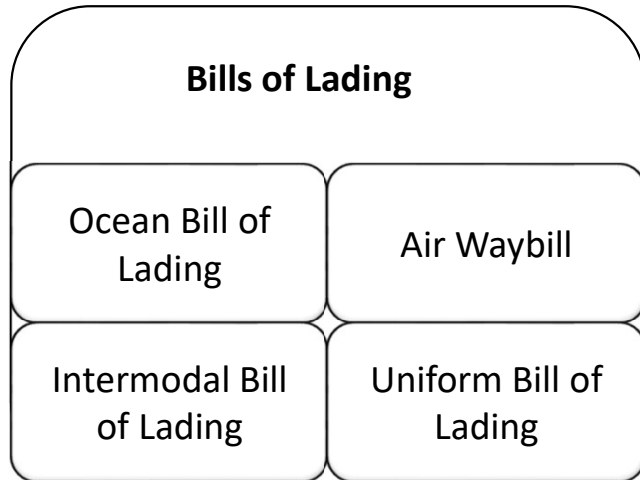 Bills of Lading
Ocean Bill of
Lading
Air Waybill
Intermodal Bill
of Lading
Uniform Bill of
Lading